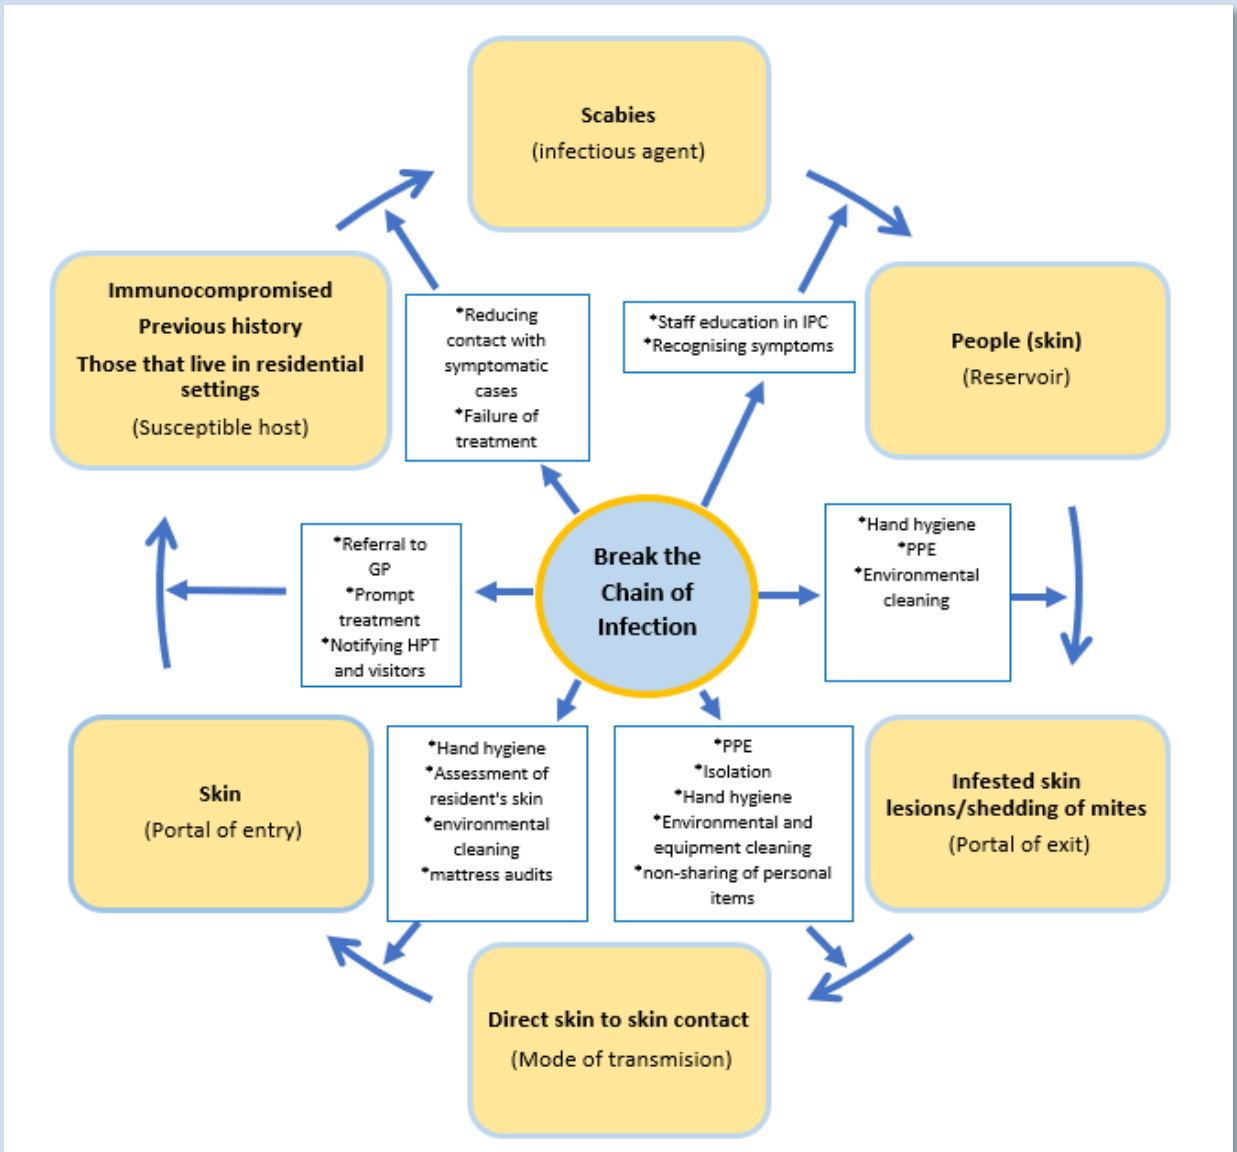 Scabies
(infectious agent)
Immunocompromised
Previous history
Those that live in residential
settings
(Susceptible host)
*Reducing
contact with
symptomatic
cases
*Failure of
treatment
*Staff education in IPC
*Recognising symptoms
People (skin)
(Reservoir)
*Referral to
GP
*Prompt
treatment
*Notifying HPT
and visitors
Break the
Chain of
Infection
*Hand hygiene
*PPE
*Environmental
cleaning
Skin
(Portal of entry)
*Hand hygiene
*Assessment of
resident's skin
*environmental
cleaning
*mattress audits
*PPE
*Isolation
*Hand hygiene
*Environmental and
equipment cleaning
*non-sharing of personal
items
Infested skin
lesions/shedding of mites
(Portal of exit)
Direct skin to skin contact
(Mode of transmision)